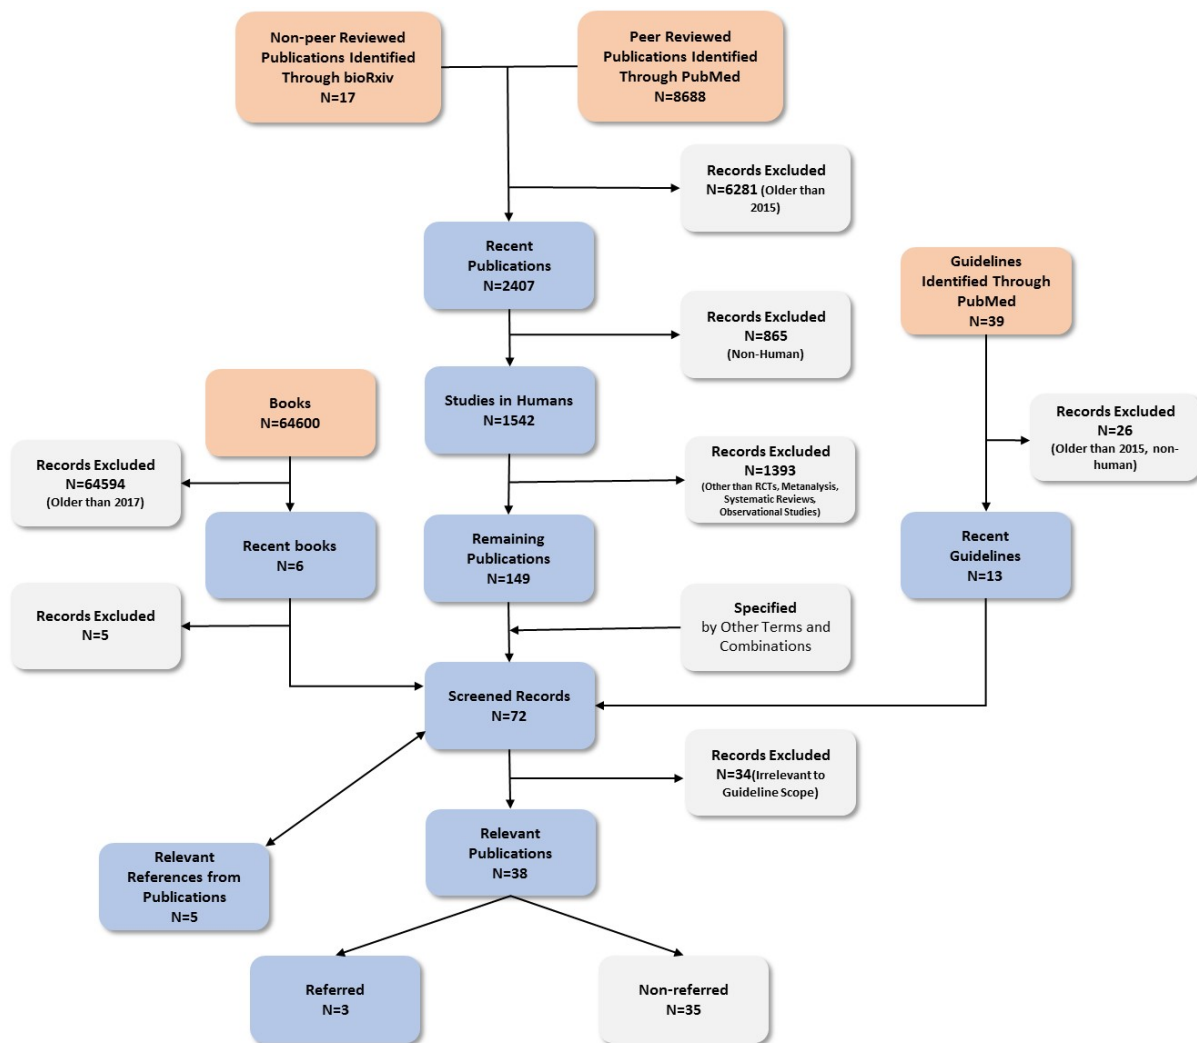 Non-peer Reviewed
Publications Identified
Through bioRxiv
N=17
Peer Reviewed
Publications Identified
Through PubMed
N=8688
Records Excluded
N=6281 (Older than
2015)
Recent
Publications
N=2407
Guidelines
Identified Through
PubMed
N=39
Records Excluded
N=865
(Non-Human)
Books
N=64600
Studies in Humans
N=1542
Records Excluded
N=26
(Older than 2015, non-
human)
Records Excluded
N=64594
(Older than 2017)
Records Excluded
N=1393
(Other than RCTs, Metanalysis,
Systematic Reviews,
Observational Studies)
Recent books
N=6
Remaining
Publications
N=149
Recent
Guidelines
N=13
Records Excluded
N=5
Specified
by Other Terms and
Combinations
Screened Records
N=72
Records Excluded
N=34(Irrelevant to
Guideline Scope)
Relevant
References from
Publications
N=5
Relevant
Publications
N=38
Referred
N=3
Non-referred
N=35